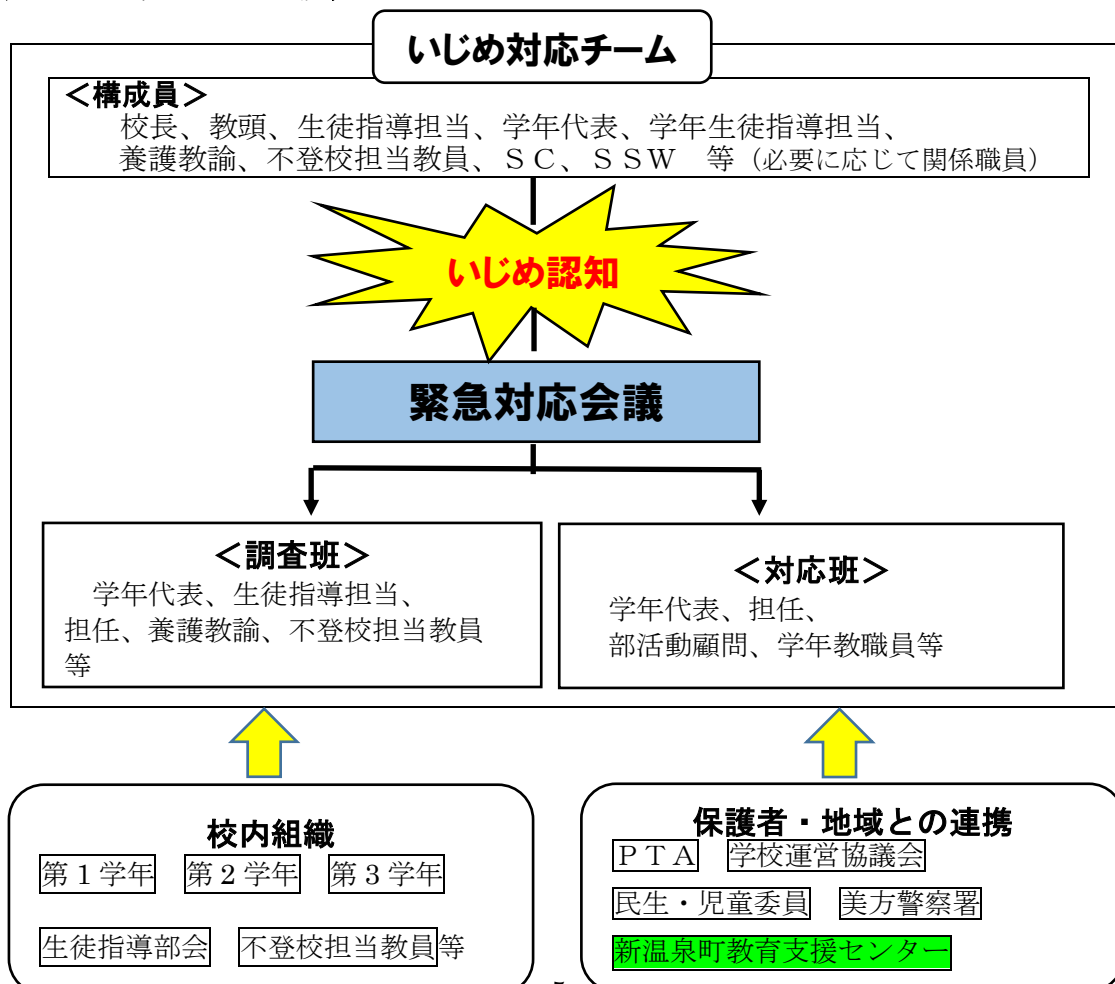 いじめ対応チーム
＜構成員＞
校長、教頭、生徒指導担当、学年代表、学年生徒指導担当、
養護教諭、不登校担当教員、ＳＣ、ＳＳＷ　等（必要に応じて関係職員）
いじめ認知
緊急対応会議
＜調査班＞
学年代表、生徒指導担当、
担任、養護教諭、不登校担当教員
等
＜対応班＞
学年代表、担任、
部活動顧問、学年教職員等
校内組織
第１学年　第２学年　第３学年
生徒指導部会　不登校担当教員等
保護者・地域との連携
ＰＴＡ　学校運営協議会
民生・児童委員　美方警察署
新温泉町教育支援センター